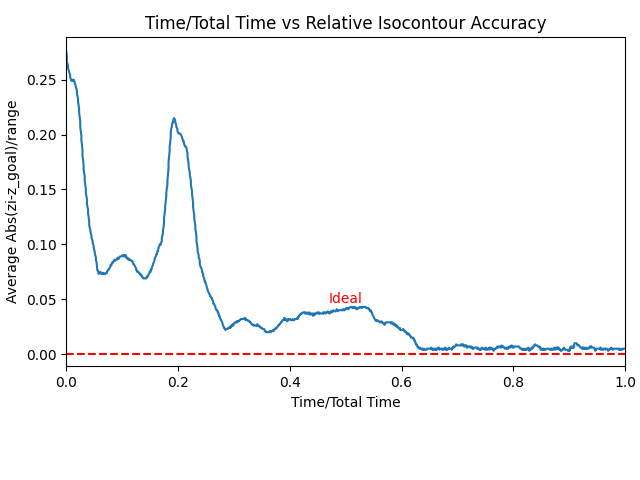 Time/Total Time vs Relative Isocontour Accuracy
Average Abs(zi-z_goal)/range
0.25
0.20
0.15
0.10
0.05
0.00
Ideal
0.0 0.2 0.4 0.6 0.8 1.0
Time/Total Time